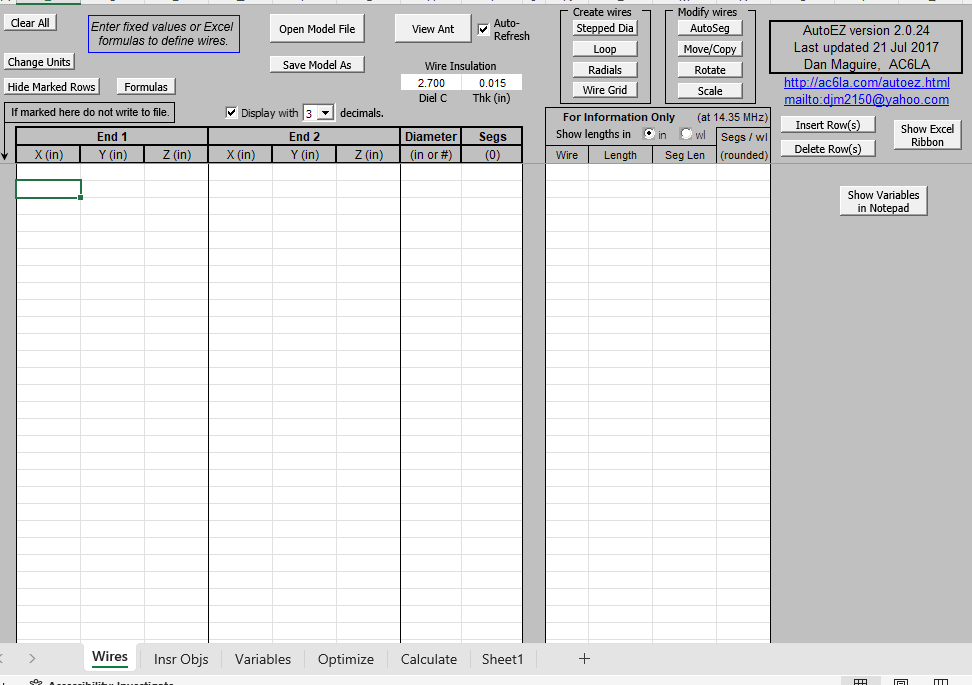 Clear All
Enter fixed values or Excel
formulas to define wires.
Open Model File
View Ant
Auto-
Refresh
Create wires
Stepped Dia
Loop
Radials
Wire Grid
Modify wires
AutoSeg
Move/Copy
Rotate
Scale
AutoEZ version 2.0.24
Last updated 21 Jul 2017
Dan Maguire, AC6LA
http://ac6la.com/autoez.html
mailto:djm2150@yahoo.com
Change Units
Save Model As
Wire Insulation
2.700 0.015
Diel C Thk (in)
Hide Marked Rows
Formulas
If marked here do not write to file.
Display with 3 decimals.
For Information Only (at 14.35 MHz)
Show lengths in in wl
Segs / wl
(rounded)
Wire Length Seg Len
Insert Row(s)
Delete Row(s)
Show Excel
Ribbon
End 1 End 2 Diameter Segs
X (in) Y (in) Z (in) X (in) Y (in) Z (in) (in or #) (0)
Show Variables
in Notepad
Wires Insr Objs Variables Optimize Calculate Sheet1
Accessibility: Investigate